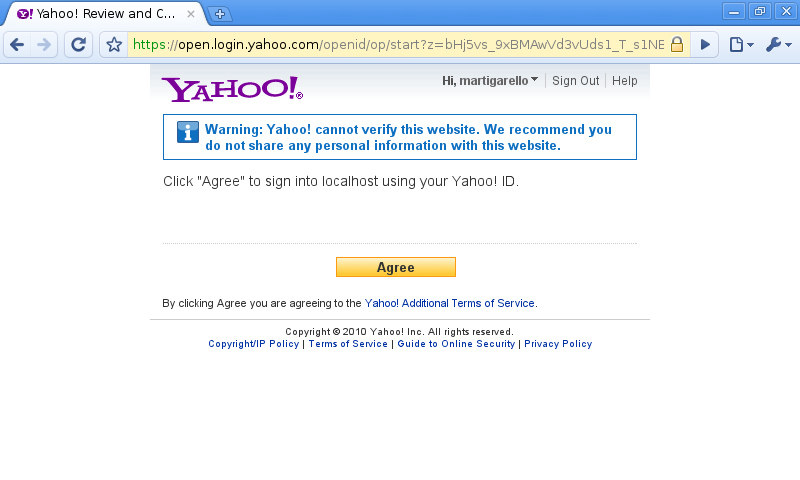 Y! Yahoo! Review and C...
https://open.login.yahoo.com/openid/op/start?z=bHj5vs_9xBMAwVd3vUds1_T_s1NE
YAHOO!®
Hi, martigarello
Sign Out
Help
Warning: Yahoo! cannot verify this website. We recommend you
do not share any personal information with this website.
Click "Agree" to sign into localhost using your Yahoo! ID.
Agree
By clicking Agree you are agreeing to the Yahoo! Additional Terms of Service.
Copyright © 2010 Yahoo! Inc. All rights reserved.
Copyright/IP Policy | Terms of Service | Guide to Online Security | Privacy Policy